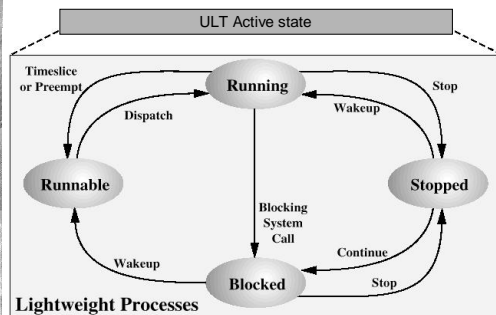 ULT Active state
Timeslice
or Preempt
Running
Stop
Dispatch
Wakeup
Runnable
Stopped
Blocking
System
Call
Wakeup
Continue
Blocked
Stop
Lightweight Processes